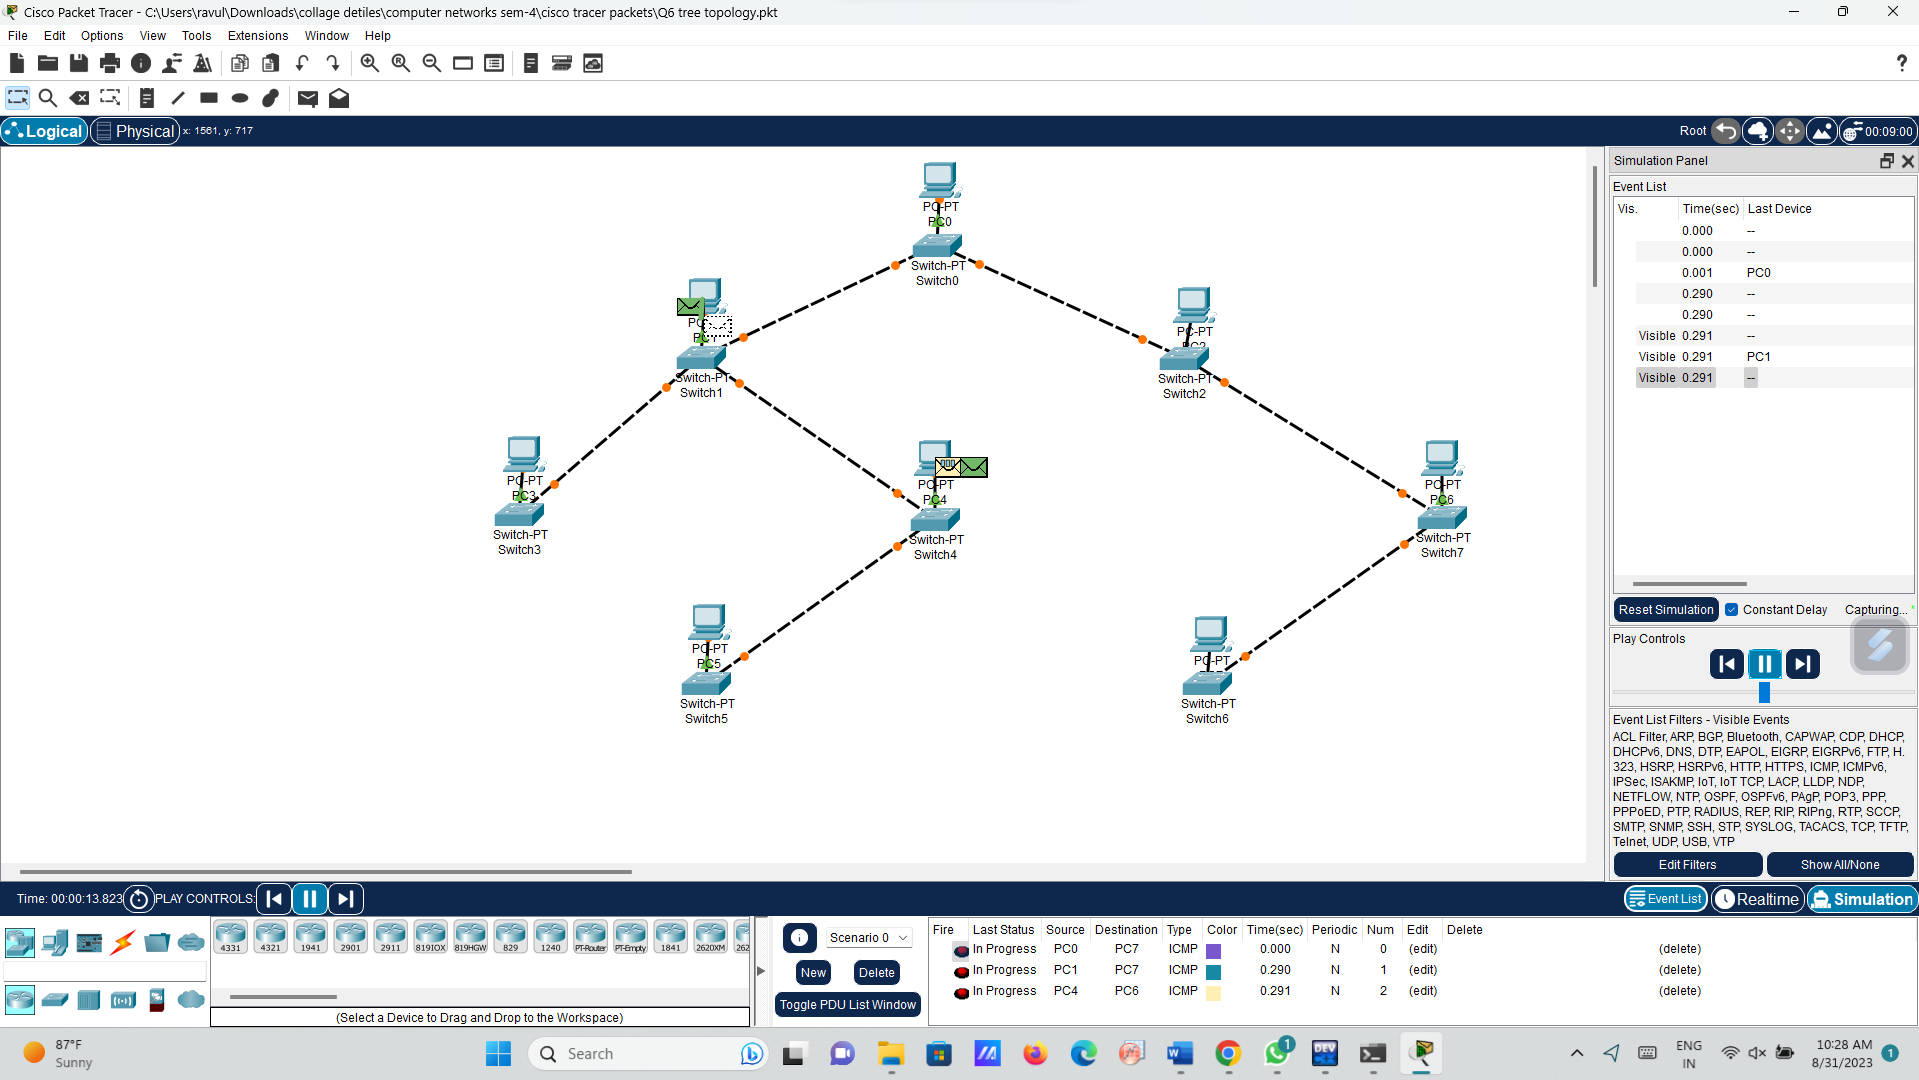 Cisco Packet Tracer - C:\Users\ravul\Downloads\collage detiles\computer networks sem-4\cisco tracer packets\Q6 tree topology.pkt
File Edit Options View Tools Extensions Window Help
Logical Physical x: 1561, y: 717
Root 00:09:00
PC-PT
PC0
Switch-PT
Switch0
PC1
Switch-PT
Switch1
PC-PT
Switch-PT
Switch2
PC-PT
PC3
Switch-PT
Switch3
PC-PT
PC4
Switch-PT
Switch4
PC-PT
PC6
Switch-PT
Switch7
PC-PT
PC5
Switch-PT
Switch5
PC-PT
Switch-PT
Switch6
Simulation Panel
Event List
Vis. Time(sec) Last Device
0.000 --
0.000 --
0.001 PC0
0.290 --
0.290 --
Visible 0.291 --
Visible 0.291 PC1
Visible 0.291 --
Reset Simulation Constant Delay Capturing...
Play Controls
Event List Filters - Visible Events
ACL Filter, ARP, BGP, Bluetooth, CAPWAP, CDP, DHCP,
DHCPv6, DNS, DTP, EAPOL, EIGRP, EIGRPv6, FTP, H.
323, HSRP, HSRPv6, HTTP, HTTPS, ICMP, ICMPv6,
IPSec, ISAKMP, IoT, IoT TCP, LACP, LLDP, NDP,
NETFLOW, NTP, OSPF, OSPFv6, PAgP, POP3, PPP,
PPPoED, PTP, RADIUS, REP, RIP, RIPng, RTP, SCCP,
SMTP, SNMP, SSH, STP, SYSLOG, TACACS, TCP, TFTP,
Telnet, UDP, USB, VTP
Edit Filters Show All/None
Time: 00:00:13.823 PLAY CONTROLS:
Event List Realtime Simulation
4331 4321 1941 2901 2911 819IOX 819HGW 829 1240 PT-Router PT-Empty 1841 2620XM 262
(Select a Device to Drag and Drop to the Workspace)
Scenario 0
New Delete
Toggle PDU List Window
Fire Last Status Source Destination Type Color Time(sec) Periodic Num Edit Delete
In Progress PC0 PC7 ICMP 0.000 N 0 (edit) (delete)
In Progress PC1 PC7 ICMP 0.290 N 1 (edit) (delete)
In Progress PC4 PC6 ICMP 0.291 N 2 (edit) (delete)
87°F
Sunny
Search
1
DEV
ENG
IN
10:28 AM
8/31/2023
1